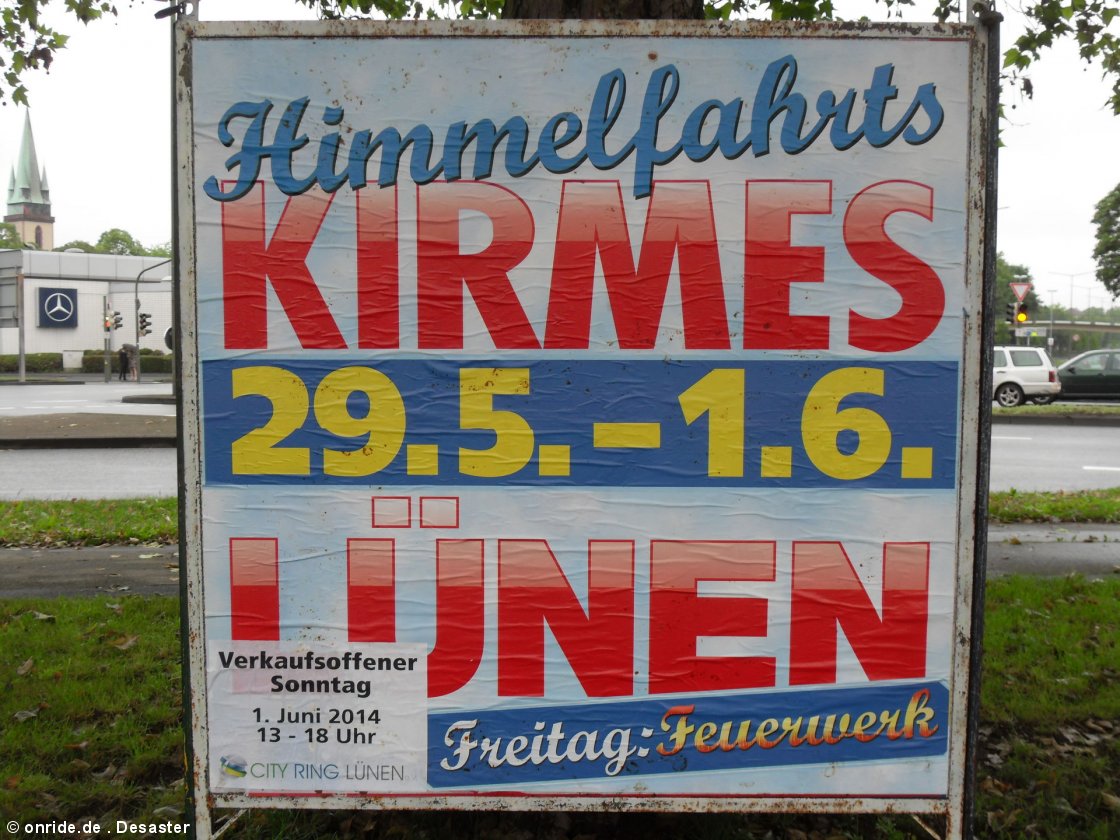 Himmelfahrts
KIRMES
29.5.-1.6.
LÜNEN
Verkaufsoffener
Sonntag
1. Juni 2014
13 - 18 Uhr
CITY RING LÜNEN
Freitag: Feuerwerk
© onride.de . Desaster